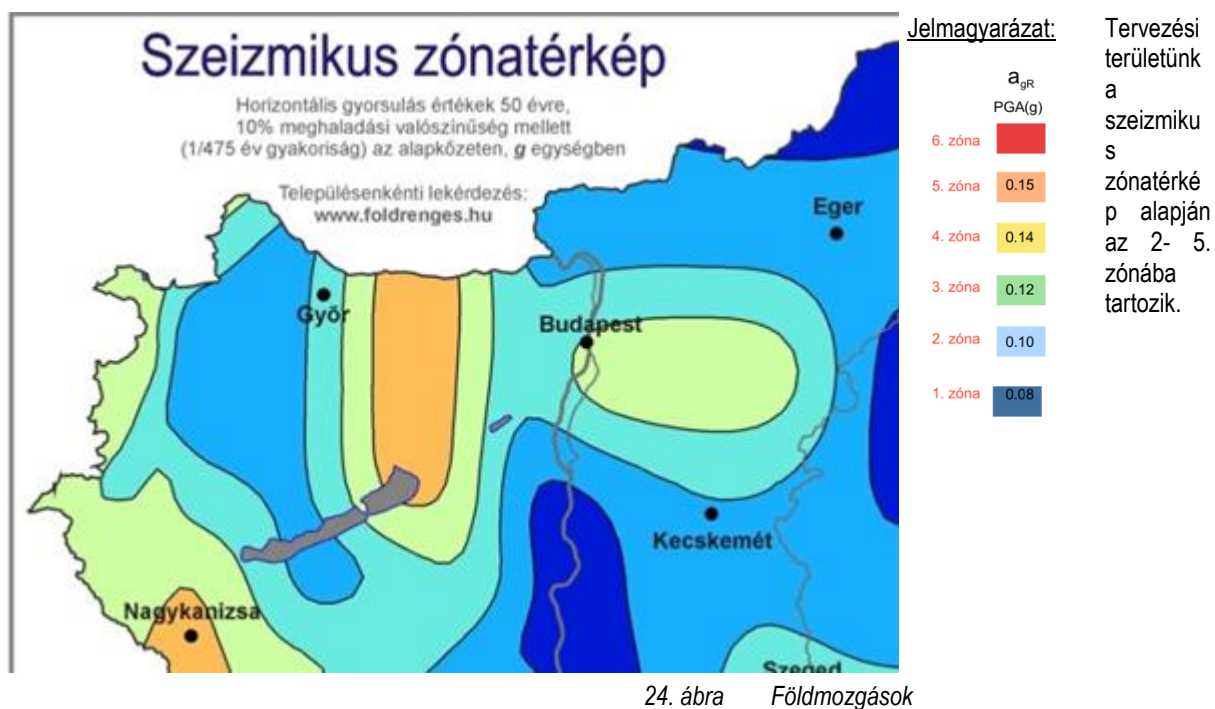 Szeizmikus zónatérkép
Horizontális gyorsulás értékek 50 évre,
10% meghaladási valószínűség mellett
(1/475 év gyakoriság) az alapkőzeten, g egységben
Településenkénti lekérdezés:
www.foldrenges.hu
Eger
Győr
Budapest
Kecskemét
Nagykanizsa
Szeged
Jelmagyarázat:
agR
PGA(g)
6. zóna
5. zóna 0.15
4. zóna 0.14
3. zóna 0.12
2. zóna 0.10
1. zóna 0.08
Tervezési
területünk
a
szeizmiku
s
zónatérké
p alapján
az 2- 5.
zónába
tartozik.
24. ábra Földmozgások